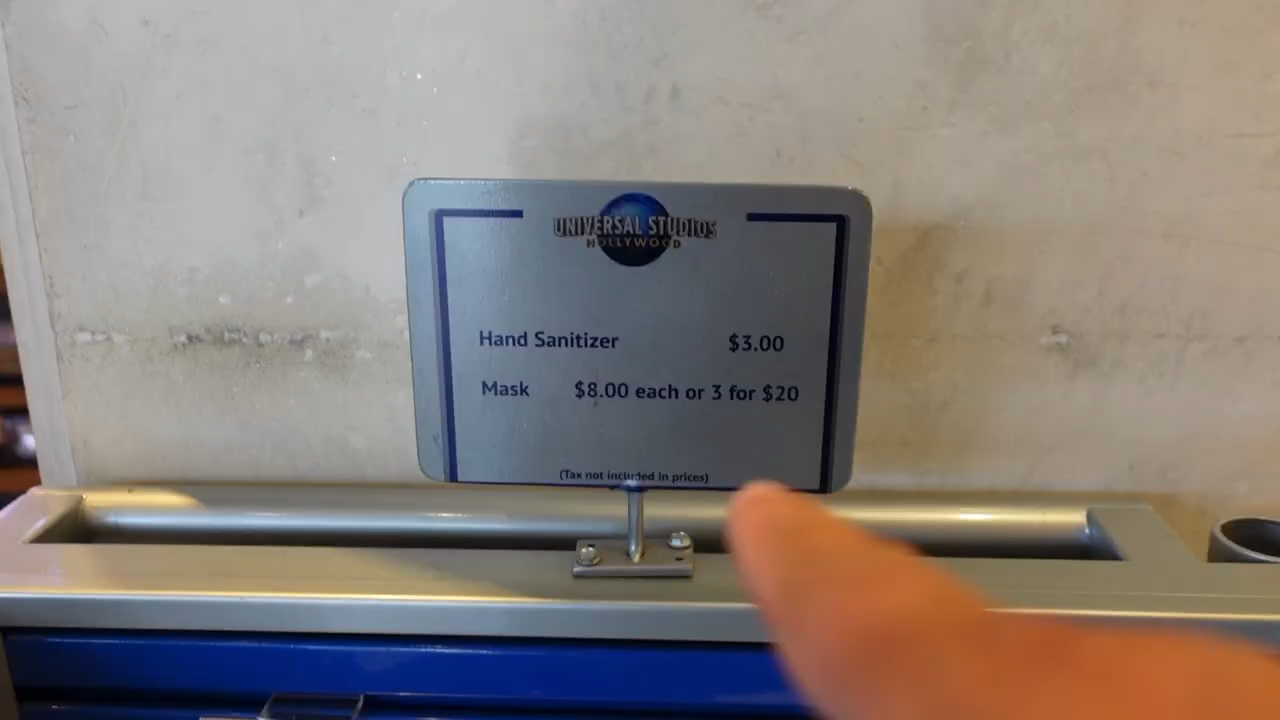 UNIVERSAL STUDIOS
HOLLYWOOD
Hand Sanitizer $3.00
Mask $8.00 each or 3 for $20
(Tax not included in prices)